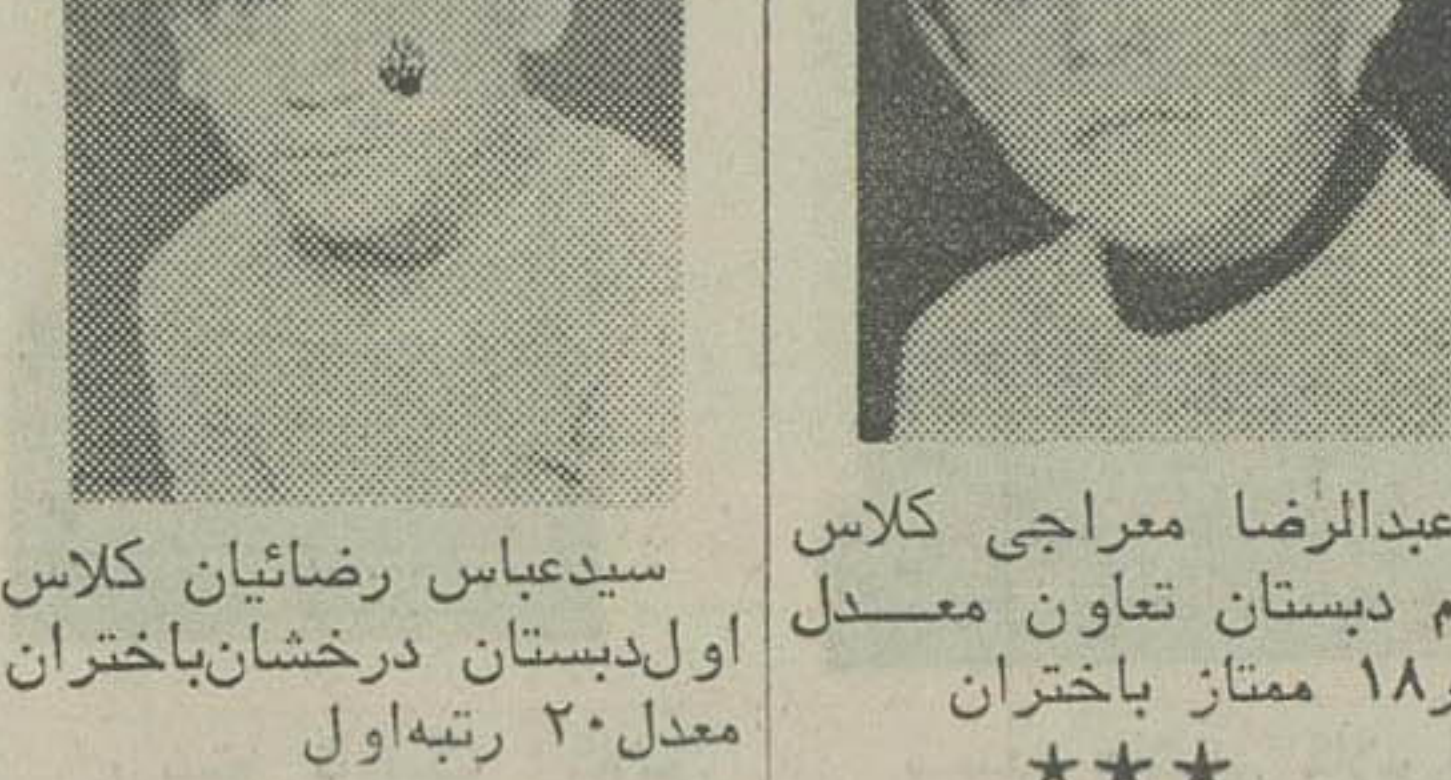 عبدالرضا معراجی کلاس
م دبستان تعاون معـــدل
ر۱۸ ممتاز باختران
★★★
سیدعباس رضائیان کلاس
اول‌دبستان درخشان‌باختران
معدل۲۰ رتبه‌اول